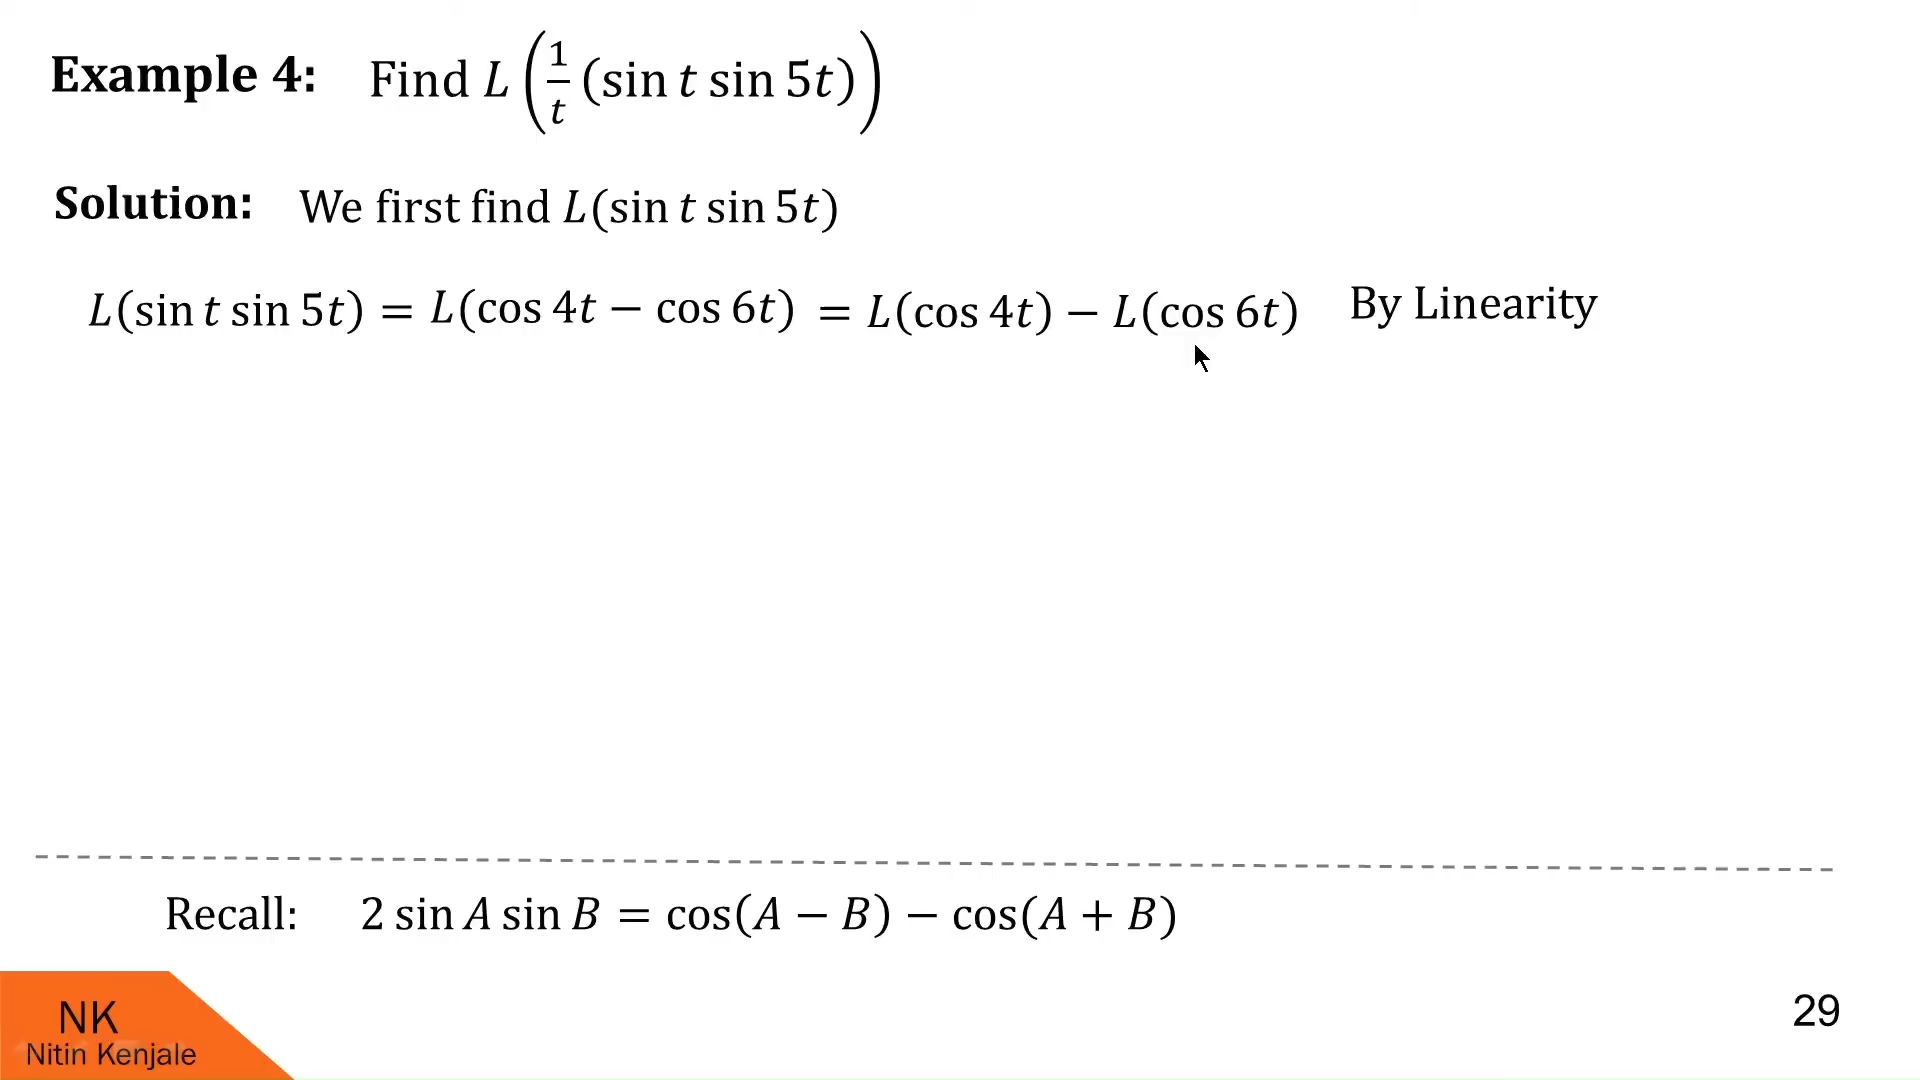 Example 4: Find L(1/t (sin t sin 5t))
Solution: We first find L(sin t sin 5t)
L(sin t sin 5t) = L(cos 4t − cos 6t) = L(cos 4t) − L(cos 6t) By Linearity
Recall: 2 sin A sin B = cos(A − B) − cos(A + B)
NK
Nitin Kenjale
29